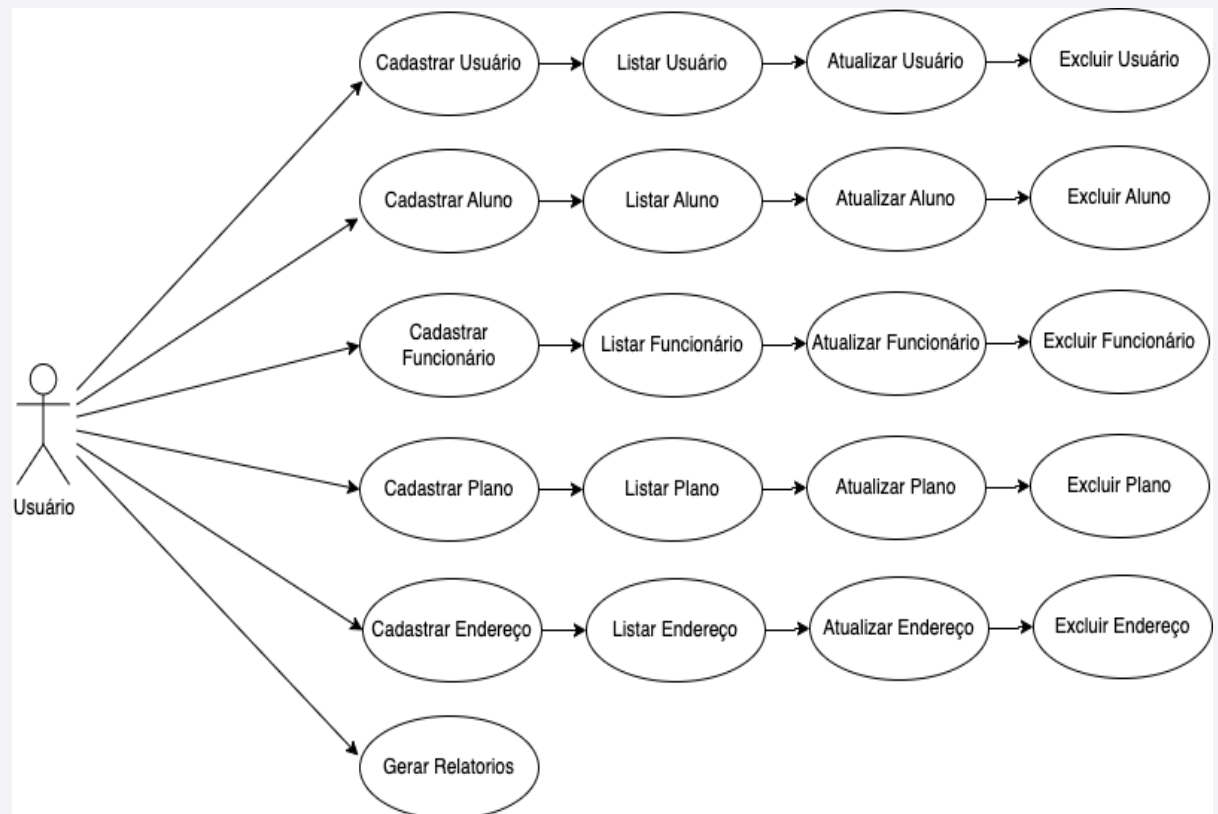 Cadastrar Usuário
Listar Usuário
Atualizar Usuário
Excluir Usuário
Cadastrar Aluno
Listar Aluno
Atualizar Aluno
Excluir Aluno
Cadastrar
Funcionário
Listar Funcionário
Atualizar Funcionário
Excluir Funcionário
Usuário
Cadastrar Plano
Listar Plano
Atualizar Plano
Excluir Plano
Cadastrar Endereço
Listar Endereço
Atualizar Endereço
Excluir Endereço
Gerar Relatorios